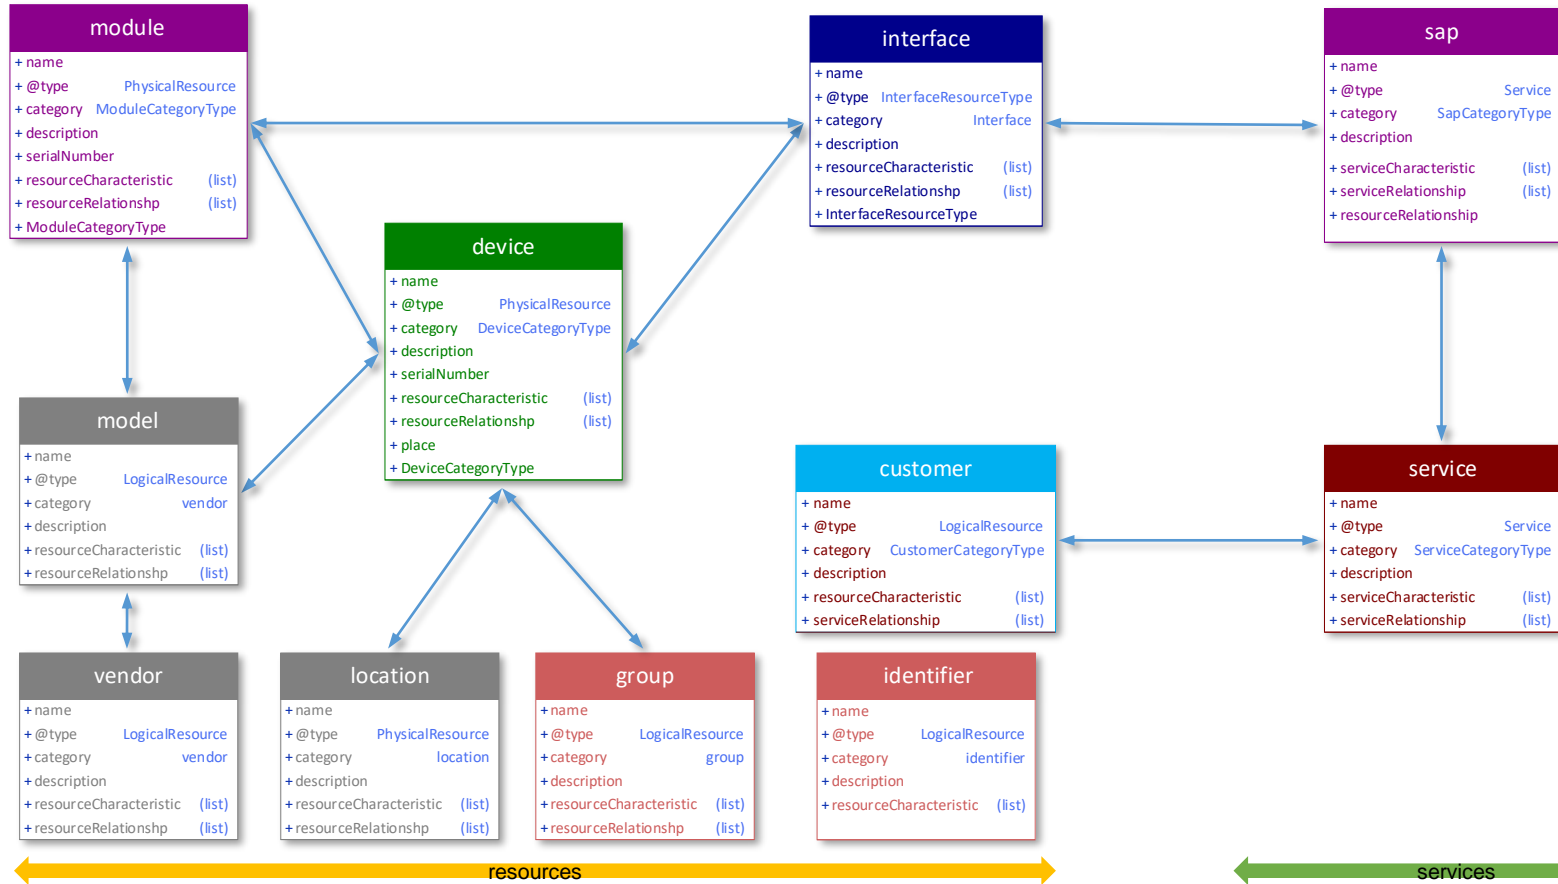 module
+ name
+ @type PhysicalResource
+ category ModuleCategoryType
+ description
+ serialNumber
+ resourceCharacteristic (list)
+ resourceRelationshp (list)
+ ModuleCategoryType
interface
+ name
+ @type InterfaceResourceType
+ category Interface
+ description
+ resourceCharacteristic (list)
+ resourceRelationshp (list)
+ InterfaceResourceType
sap
+ name
+ @type Service
+ category SapCategoryType
+ description
+ serviceCharacteristic (list)
+ serviceRelationship (list)
+ resourceRelationship
device
+ name
+ @type PhysicalResource
+ category DeviceCategoryType
+ description
+ serialNumber
+ resourceCharacteristic (list)
+ resourceRelationshp (list)
+ place
+ DeviceCategoryType
model
+ name
+ @type LogicalResource
+ category vendor
+ description
+ resourceCharacteristic (list)
+ resourceRelationshp (list)
customer
+ name
+ @type LogicalResource
+ category CustomerCategoryType
+ description
+ resourceCharacteristic (list)
+ serviceRelationship (list)
service
+ name
+ @type Service
+ category ServiceCategoryType
+ description
+ serviceCharacteristic (list)
+ serviceRelationship (list)
vendor
+ name
+ @type LogicalResource
+ category vendor
+ description
+ resourceCharacteristic (list)
+ resourceRelationshp (list)
location
+ name
+ @type PhysicalResource
+ category location
+ description
+ resourceCharacteristic (list)
+ resourceRelationshp (list)
group
+ name
+ @type LogicalResource
+ category group
+ description
+ resourceCharacteristic (list)
+ resourceRelationshp (list)
identifier
+ name
+ @type LogicalResource
+ category identifier
+ description
+ resourceCharacteristic (list)
resources
services